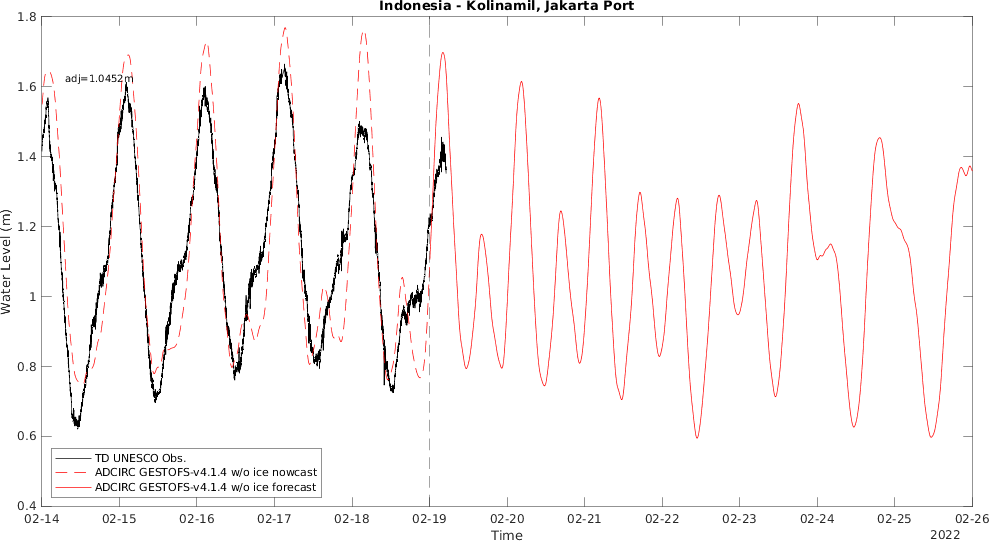 Indonesia - Kolinamil, Jakarta Port
1.8
1.6
1.4
1.2
1
0.8
0.6
0.4
Water Level (m)
adj=1.0452m
TD UNESCO Obs.
ADCIRC GESTOFS-v4.1.4 w/o ice nowcast
ADCIRC GESTOFS-v4.1.4 w/o ice forecast
02-14 02-15 02-16 02-17 02-18 02-19 02-20 02-21 02-22 02-23 02-24 02-25 02-26
Time
2022